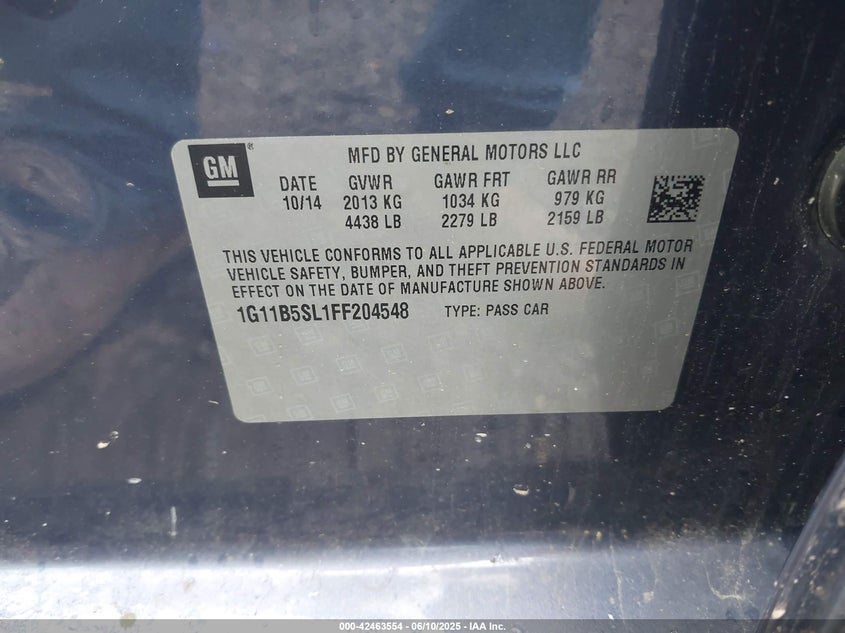 GM®
MFD BY GENERAL MOTORS LLC
DATE GVWR GAWR FRT GAWR RR
10/14 2013 KG 1034 KG 979 KG
4438 LB 2279 LB 2159 LB
THIS VEHICLE CONFORMS TO ALL APPLICABLE U.S. FEDERAL MOTOR
VEHICLE SAFETY, BUMPER, AND THEFT PREVENTION STANDARDS IN
EFFECT ON THE DATE OF MANUFACTURE SHOWN ABOVE.
1G11B5SL1FF204548 TYPE: PASS CAR
000-42463554 - 06/10/2025 - IAA Inc.